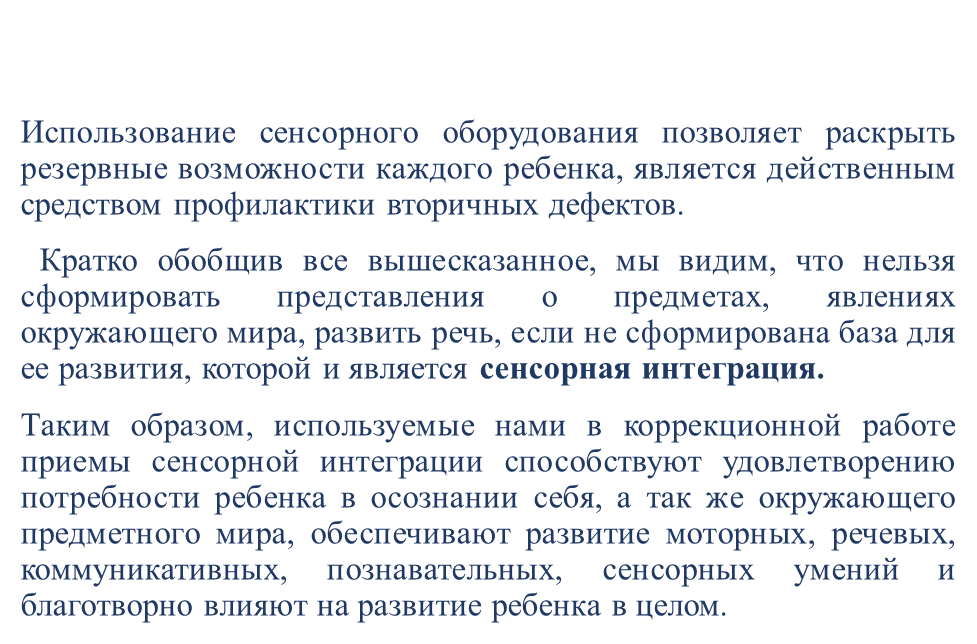 Использование сенсорного оборудования позволяет раскрыть
резервные возможности каждого ребенка, является действенным
средством профилактики вторичных дефектов.
Кратко обобщив все вышесказанное, мы видим, что нельзя
сформировать представления о предметах, явлениях
окружающего мира, развить речь, если не сформирована база для
ее развития, которой и является сенсорная интеграция.
Таким образом, используемые нами в коррекционной работе
приемы сенсорной интеграции способствуют удовлетворению
потребности ребенка в осознании себя, а так же окружающего
предметного мира, обеспечивают развитие моторных, речевых,
коммуникативных, познавательных, сенсорных умений и
благотворно влияют на развитие ребенка в целом.